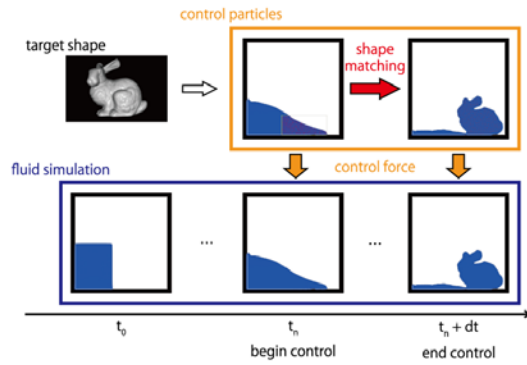 control particles
target shape
shape
matching
fluid simulation
control force
...
...
t0
tn
tn + dt
begin control
end control